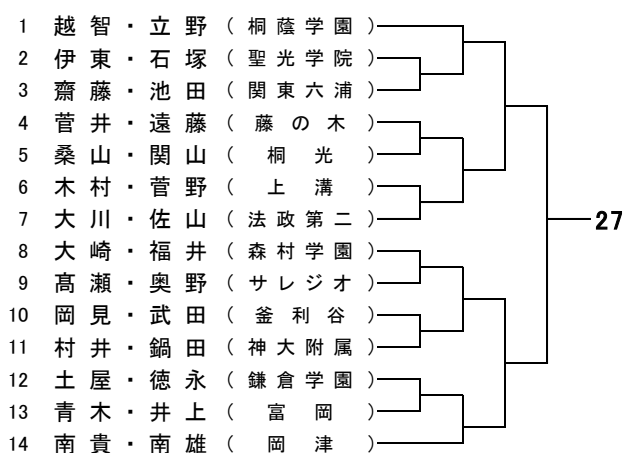 1 越智・立野 (桐蔭学園)
2 伊東・石塚 (聖光学院)
3 齋藤・池田 (関東六浦)
4 菅井・遠藤 (藤の木)
5 桑山・関山 (桐光)
6 木村・菅野 (上溝)
7 大川・佐山 (法政第二)
27
8 大崎・福井 (森村学園)
9 髙瀬・奥野 (サレジオ)
10 岡見・武田 (釜利谷)
11 村井・鍋田 (神大附属)
12 土屋・徳永 (鎌倉学園)
13 青木・井上 (富岡)
14 南貴・南雄 (岡津)